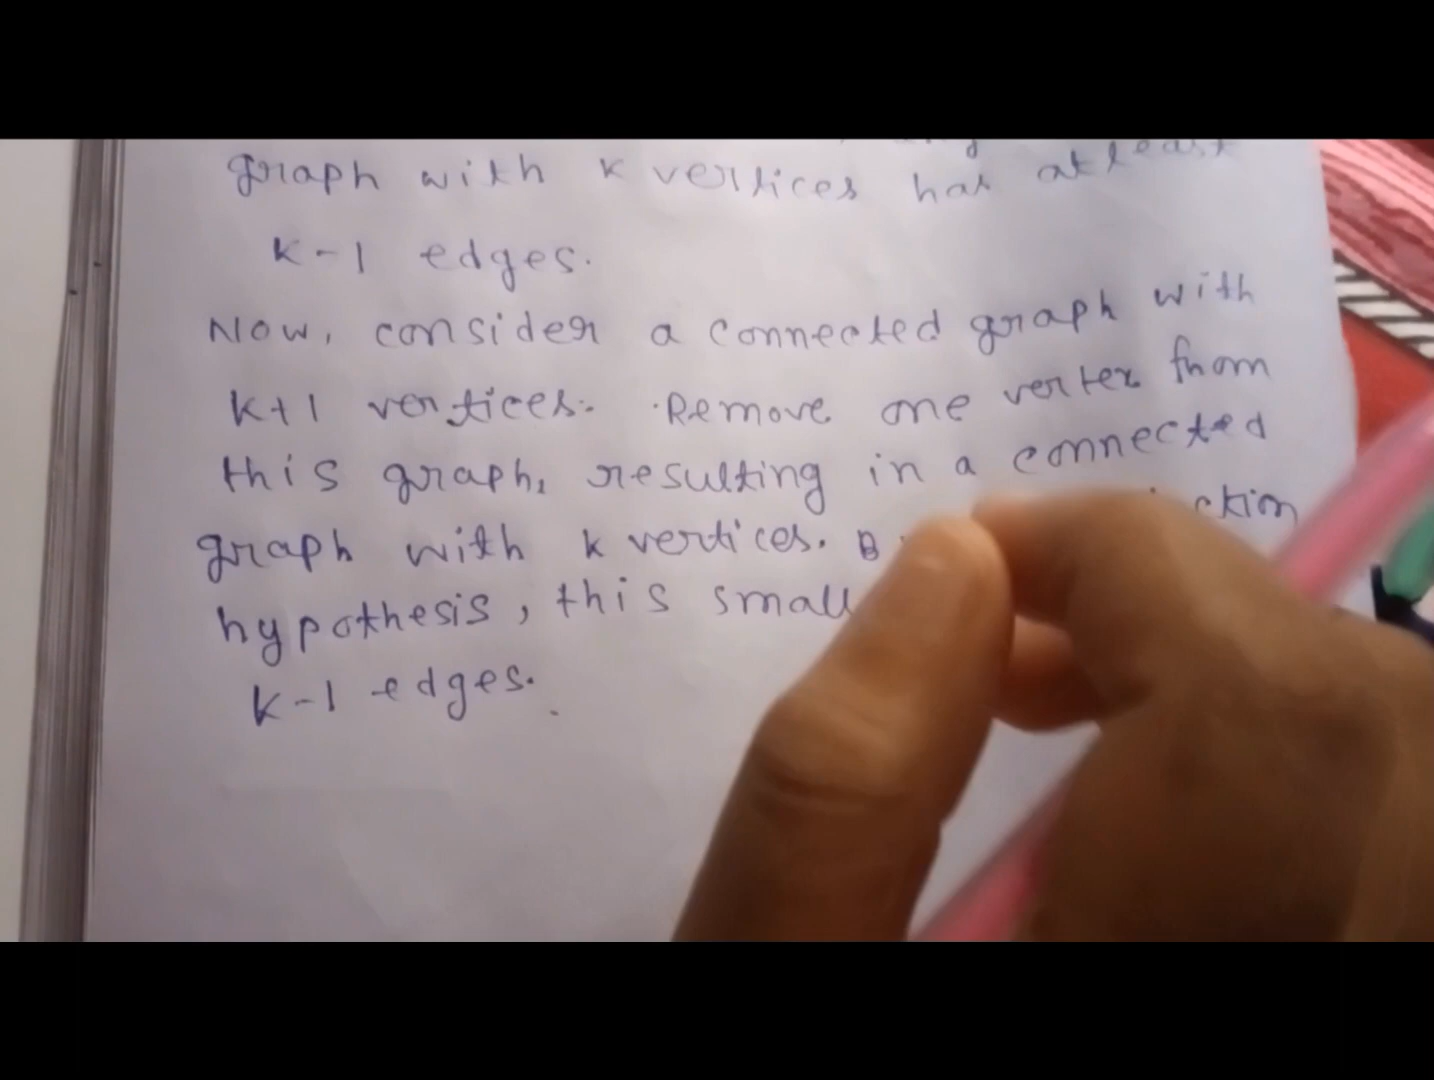 graph with k vertices has atleast
k-1 edges.
Now, consider a connected graph with
k+1 vertices. Remove one vertex from
this graph, resulting in a connected
graph with k vertices.
hypothesis, this
k-1 edges.